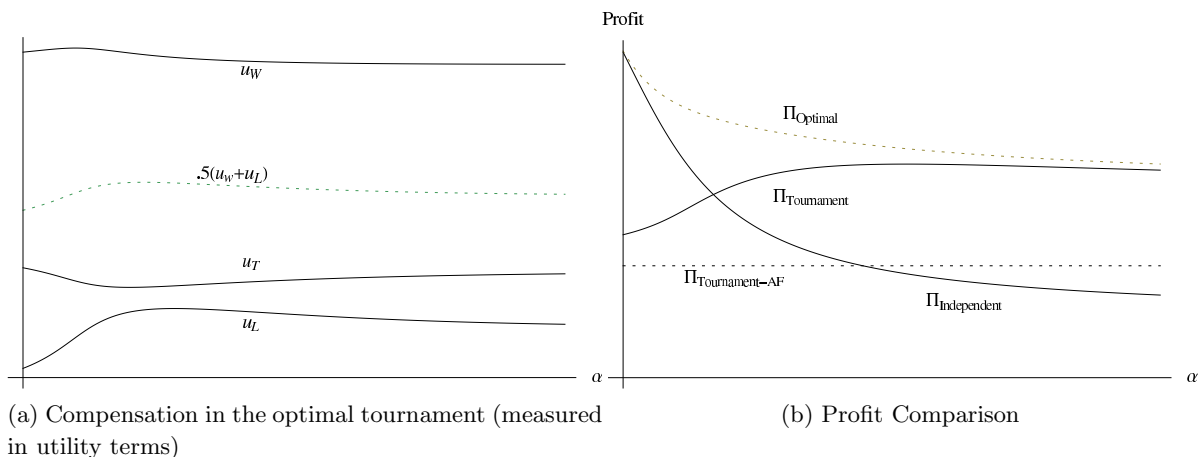 u_W
.5(u_w+u_L)
u_T
u_L
α
(a) Compensation in the optimal tournament (measured
in utility terms)
Profit
Π_Optimal
Π_Tournament
Π_Tournament–AF
Π_Independent
α
(b) Profit Comparison